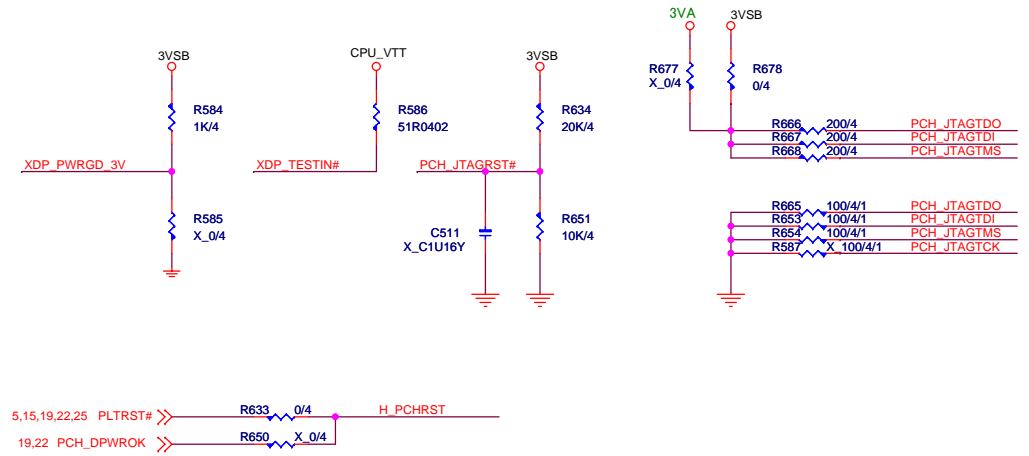 3VSB
R584
1K/4
XDP_PWRGD_3V
R585
X_0/4
CPU_VTT
R586
51R0402
XDP_TESTIN#
3VSB
R634
20K/4
PCH_JTAGRST#
C511
X_C1U16Y
R651
10K/4
3VA
3VSB
R677
X_0/4
R678
0/4
R666 200/4 PCH_JTAGTDO
R667 200/4 PCH_JTAGTDI
R668 200/4 PCH_JTAGTMS
R665 100/4/1 PCH_JTAGTDO
R653 100/4/1 PCH_JTAGTDI
R654 100/4/1 PCH_JTAGTMS
R587 X_100/4/1 PCH_JTAGTCK
5,15,19,22,25 PLTRST# R633 0/4 H_PCHRST
19,22 PCH_DPWROK R650 X_0/4